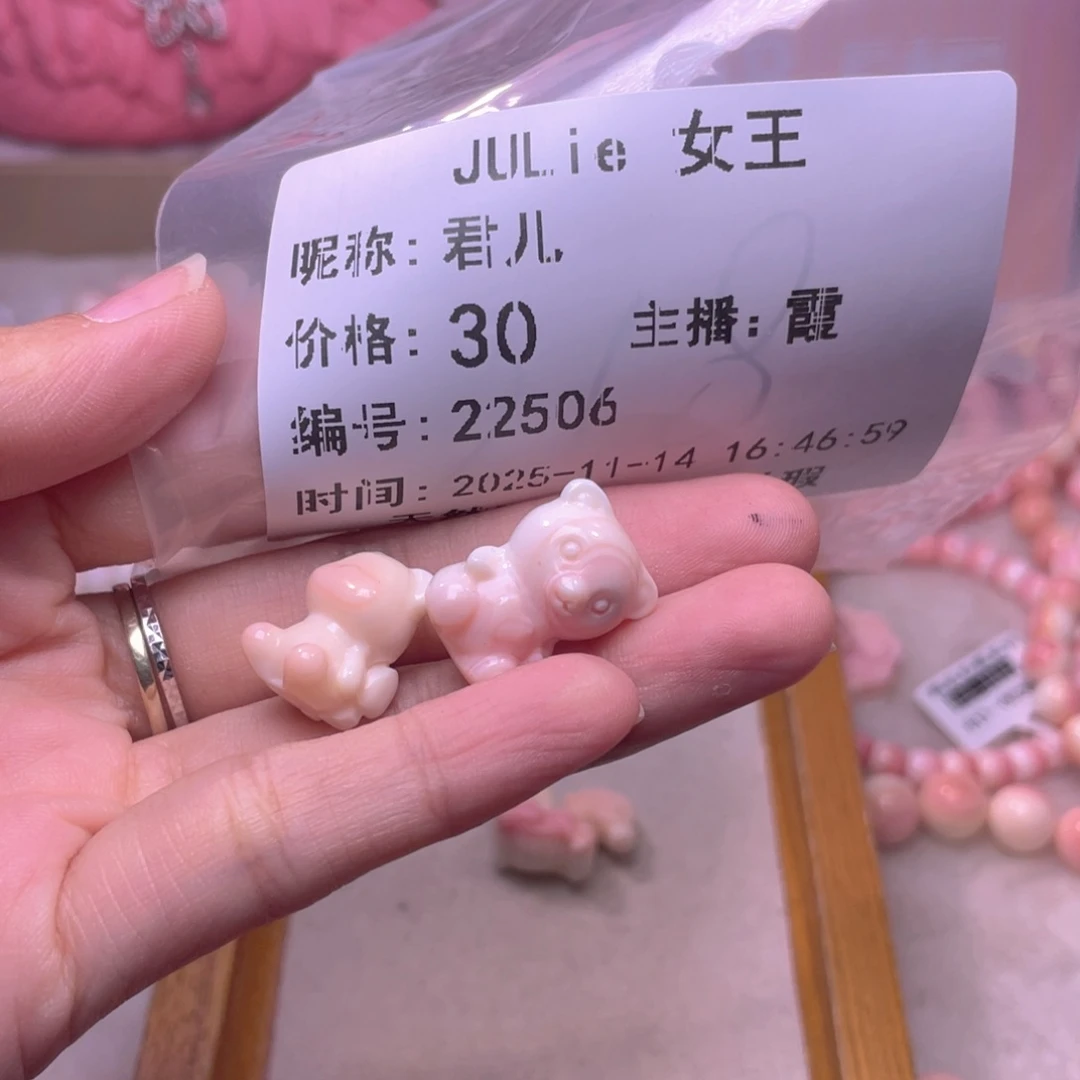 JULie 女王
昵称：君儿
价格：30 主播：霞
编号：22506
时间：2025-11-14 16:46:59